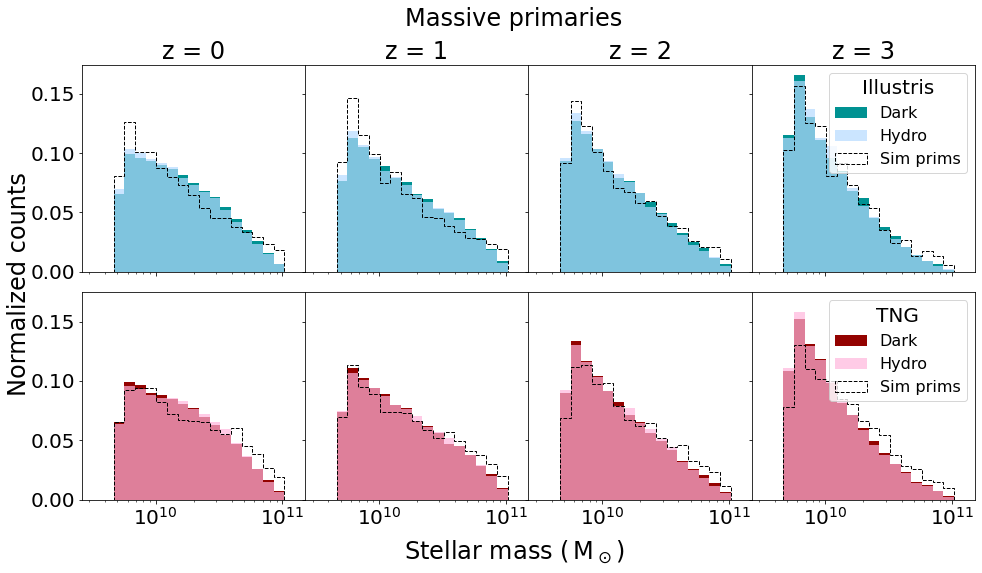 Massive primaries
z = 0
z = 1
z = 2
z = 3
Normalized counts
0.15
0.10
0.05
0.00
Illustris
Dark
Hydro
Sim prims
0.15
0.10
0.05
0.00
TNG
Dark
Hydro
Sim prims
10¹⁰ 10¹¹ 10¹⁰ 10¹¹ 10¹⁰ 10¹¹ 10¹⁰ 10¹¹
Stellar mass (M_⊙)